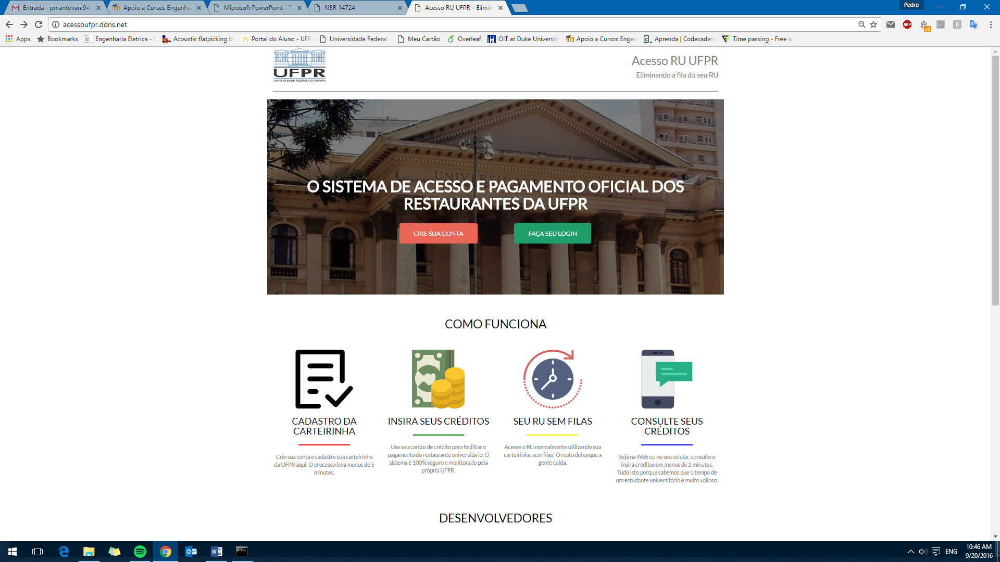 Entrada - pmantovani94
Apoio a Cursos Engenha
Microsoft PowerPoint - T
NBR 14724
Acesso RU UFPR - Elimin
Pedro
acessoufpr.ddns.net
ABP
off
B
Apps
Bookmarks
Engenharia Eletrica -
Acoustic flatpicking b
Portal do Aluno - UFP
Universidade Federal
Meu Cartão
Overleaf
OIT at Duke University
Apoio a Cursos Engen
Aprenda | Codecadem
Time passing - Free ic
UFPR
UNIVERSIDADE FEDERAL DO PARANÁ
Acesso RU UFPR
Eliminando a fila do seu RU
O SISTEMA DE ACESSO E PAGAMENTO OFICIAL DOS
RESTAURANTES DA UFPR
CRIE SUA CONTA
FAÇA SEU LOGIN
COMO FUNCIONA
CADASTRO DA
CARTEIRINHA
Crie sua conta e cadastre sua carteirinha
da UFPR aqui. O processo leva menos de 5
minutos.
INSIRA SEUS CRÉDITOS
Use seu cartão de crédito para facilitar o
pagamento do restaurante universitário. O
sistema é 100% seguro e monitorado pela
própria UFPR.
SEU RU SEM FILAS
Acesse o RU normalmente utilizando sua
carteirinha, sem filas! O resto deixa que a
gente cuida.
CONSULTE SEUS
CRÉDITOS
Seja na Web ou no seu celular, consulte e
insira créditos em menos de 2 minutos.
Tudo isto porque sabemos que o tempo de
um estudante universitário é muito valioso.
DESENVOLVEDORES
ENG
10:46 AM
9/20/2016